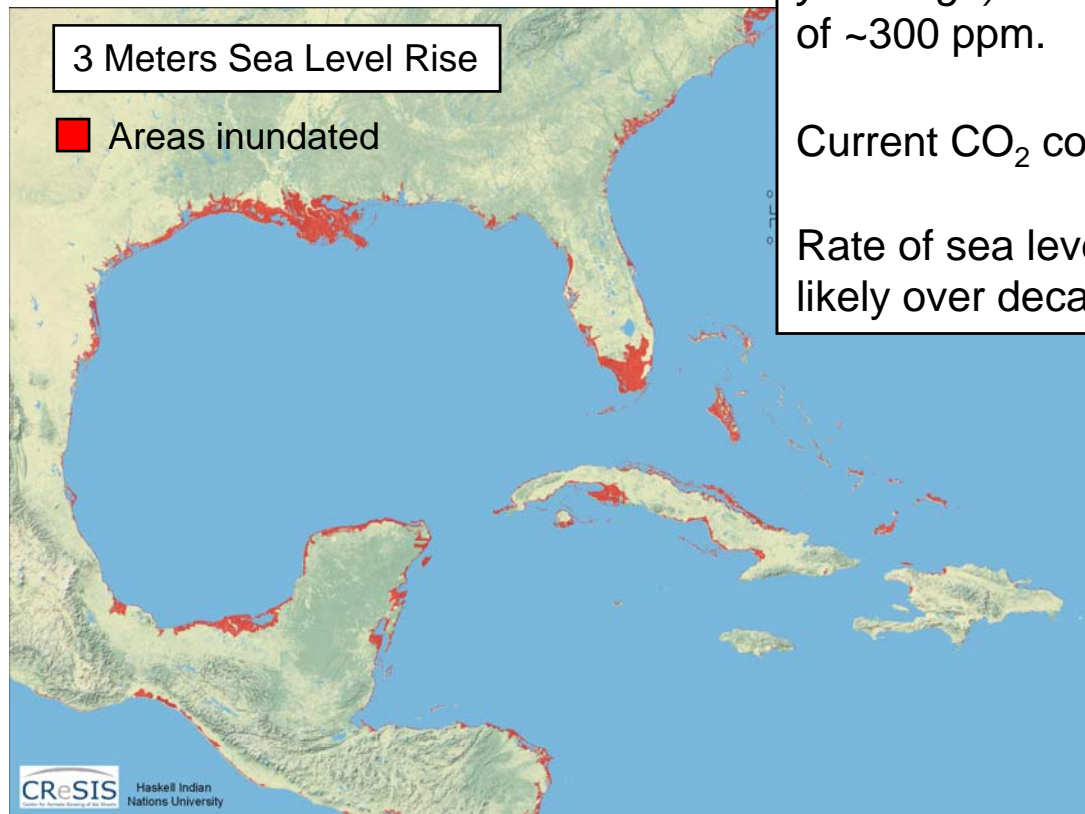 3 Meters Sea Level Rise
Areas inundated
of ~300 ppm.
Current CO₂ co
Rate of sea leve
likely over deca
CReSIS
Haskell Indian
Nations University